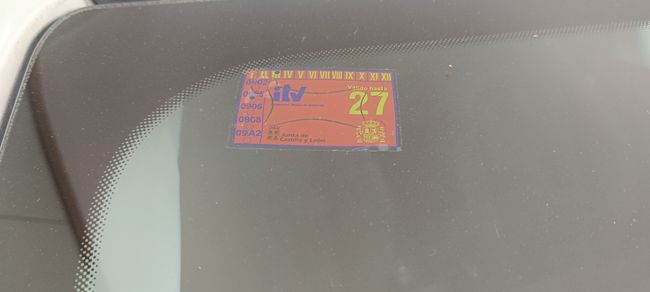 I II III IV V VI VII VIII IX X XI XII
0902
itv
Válido hasta
27
0906
0908
09A2
Junta de
Castilla y León